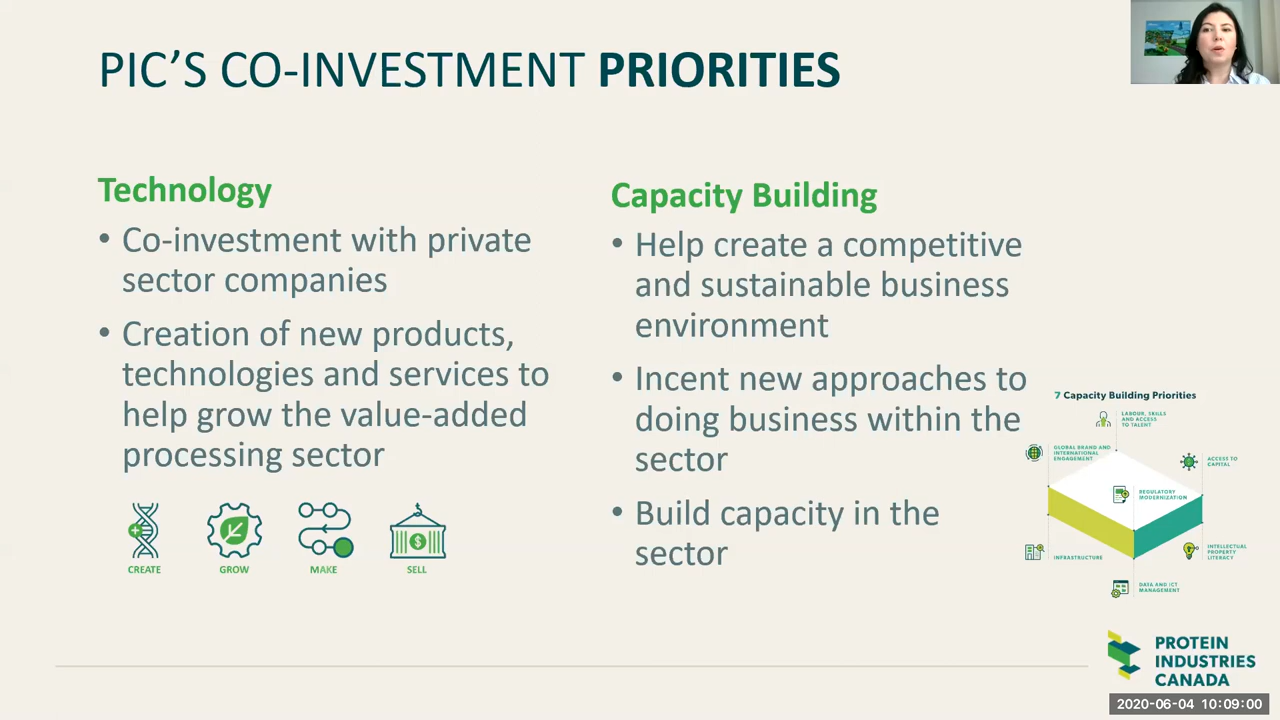 PIC'S CO-INVESTMENT PRIORITIES
Technology
• Co-investment with private
sector companies
• Creation of new products,
technologies and services to
help grow the value-added
processing sector
CREATE
GROW
MAKE
SELL
Capacity Building
• Help create a competitive
and sustainable business
environment
• Incent new approaches to
doing business within the
sector
• Build capacity in the
sector
7 Capacity Building Priorities
LABOUR, SKILLS
AND ACCESS
TO TALENT
GLOBAL BRAND AND
INTERNATIONAL
ENGAGEMENT
ACCESS TO
CAPITAL
REGULATORY
MODERNIZATION
INFRASTRUCTURE
INTELLECTUAL
PROPERTY
LITERACY
DATA AND ICT
MANAGEMENT
PROTEIN
INDUSTRIES
CANADA
2020-06-04 10:09:00